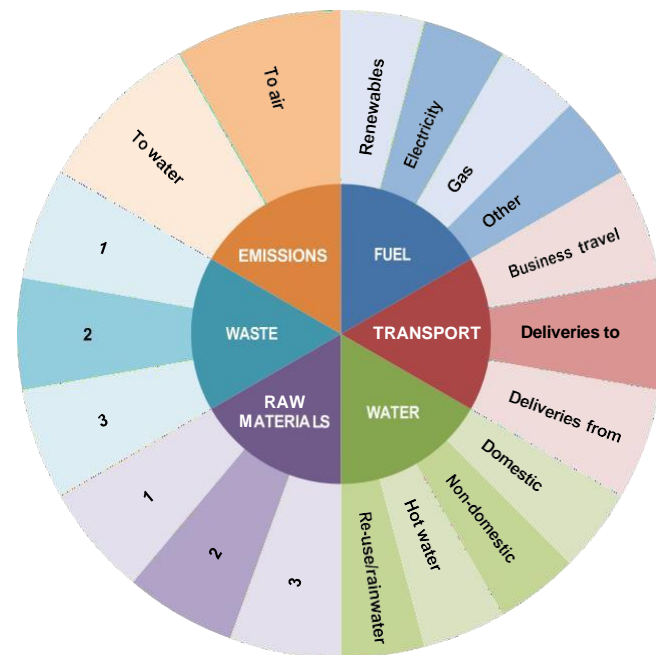 To air
To water
Renewables
Electricity
Gas
Other
EMISSIONS
FUEL
Business travel
1
2
WASTE
TRANSPORT
Deliveries to
3
RAW
MATERIALS
WATER
Deliveries from
Domestic
Non-domestic
Hot water
Re-use/rainwater
1
2
3